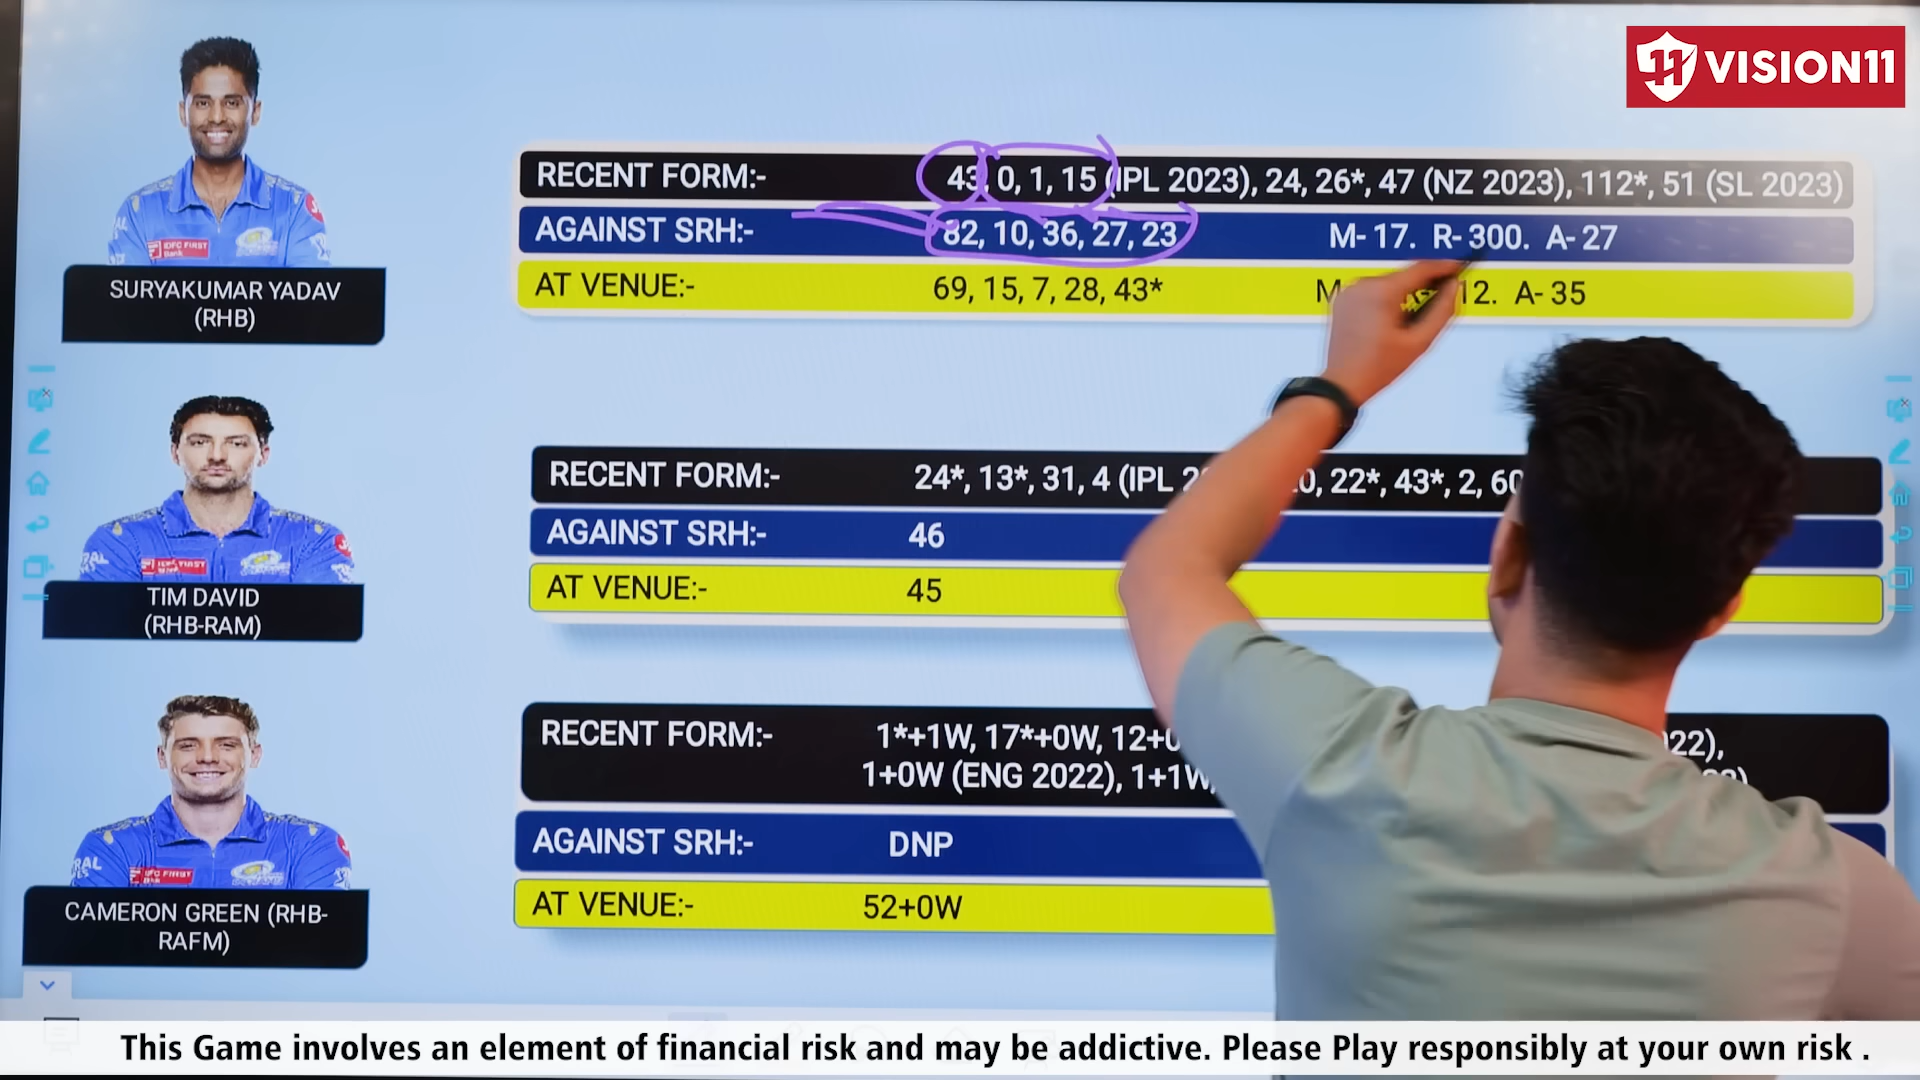 VISION11
RECENT FORM:- 43, 0, 1, 15 (IPL 2023), 24, 26*, 47 (NZ 2023), 112*, 51 (SL 2023)
AGAINST SRH:- 82, 10, 36, 27, 23 M- 17. R- 300. A- 27
AT VENUE:- 69, 15, 7, 28, 43* 12. A- 35
SURYAKUMAR YADAV
(RHB)
RECENT FORM:- 24*, 13*, 31, 4 (IPL 22*, 43*, 2, 60
AGAINST SRH:- 46
AT VENUE:- 45
TIM DAVID
(RHB-RAM)
RECENT FORM:- 1*+1W, 17*+0W,
1+0W (ENG 2022), 1+1W,
AGAINST SRH:- DNP
AT VENUE:- 52+0W
CAMERON GREEN (RHB-
RAFM)
This Game involves an element of financial risk and may be addictive. Please Play responsibly at your own risk .